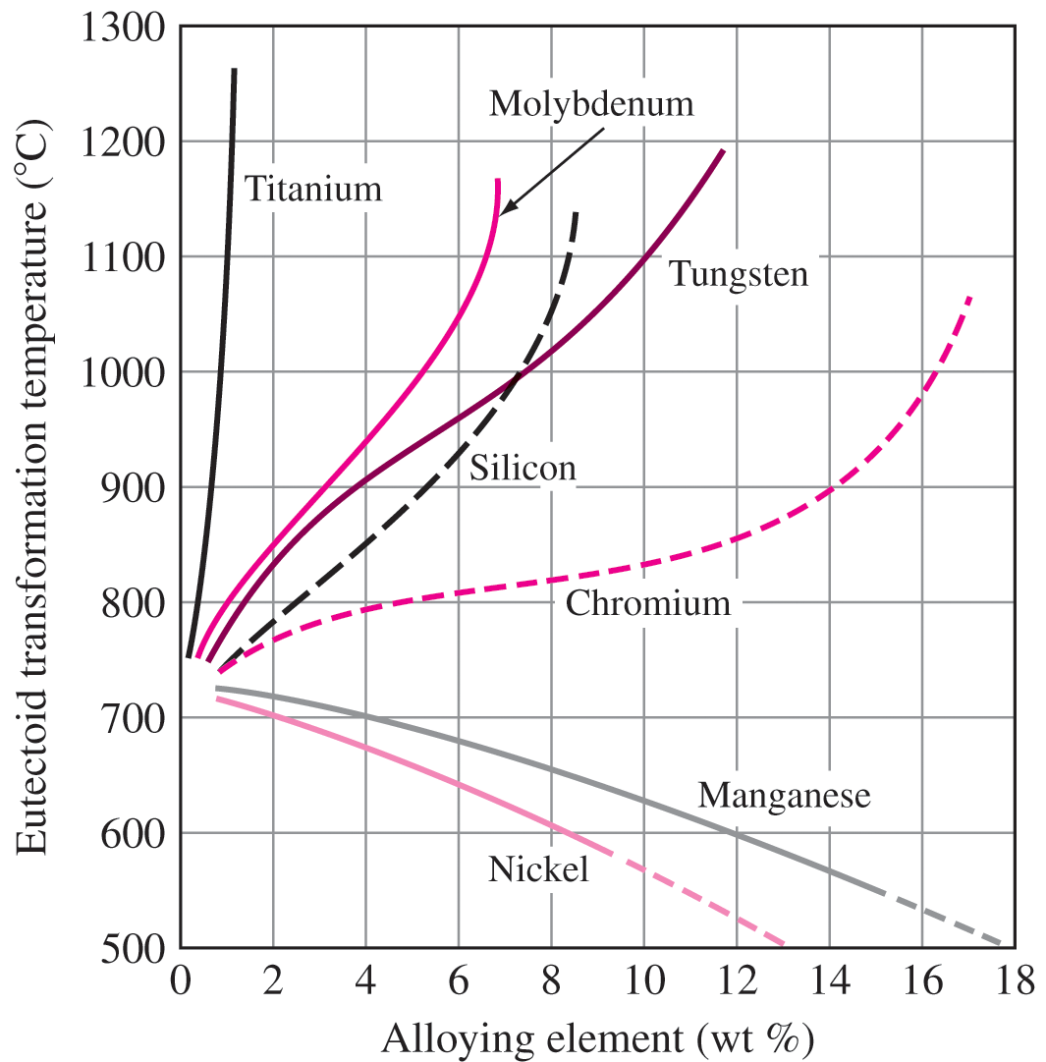 Eutectoid transformation temperature (°C)
1300
1200
1100
1000
900
800
700
600
500
Titanium
Molybdenum
Tungsten
Silicon
Chromium
Manganese
Nickel
0 2 4 6 8 10 12 14 16 18
Alloying element (wt %)